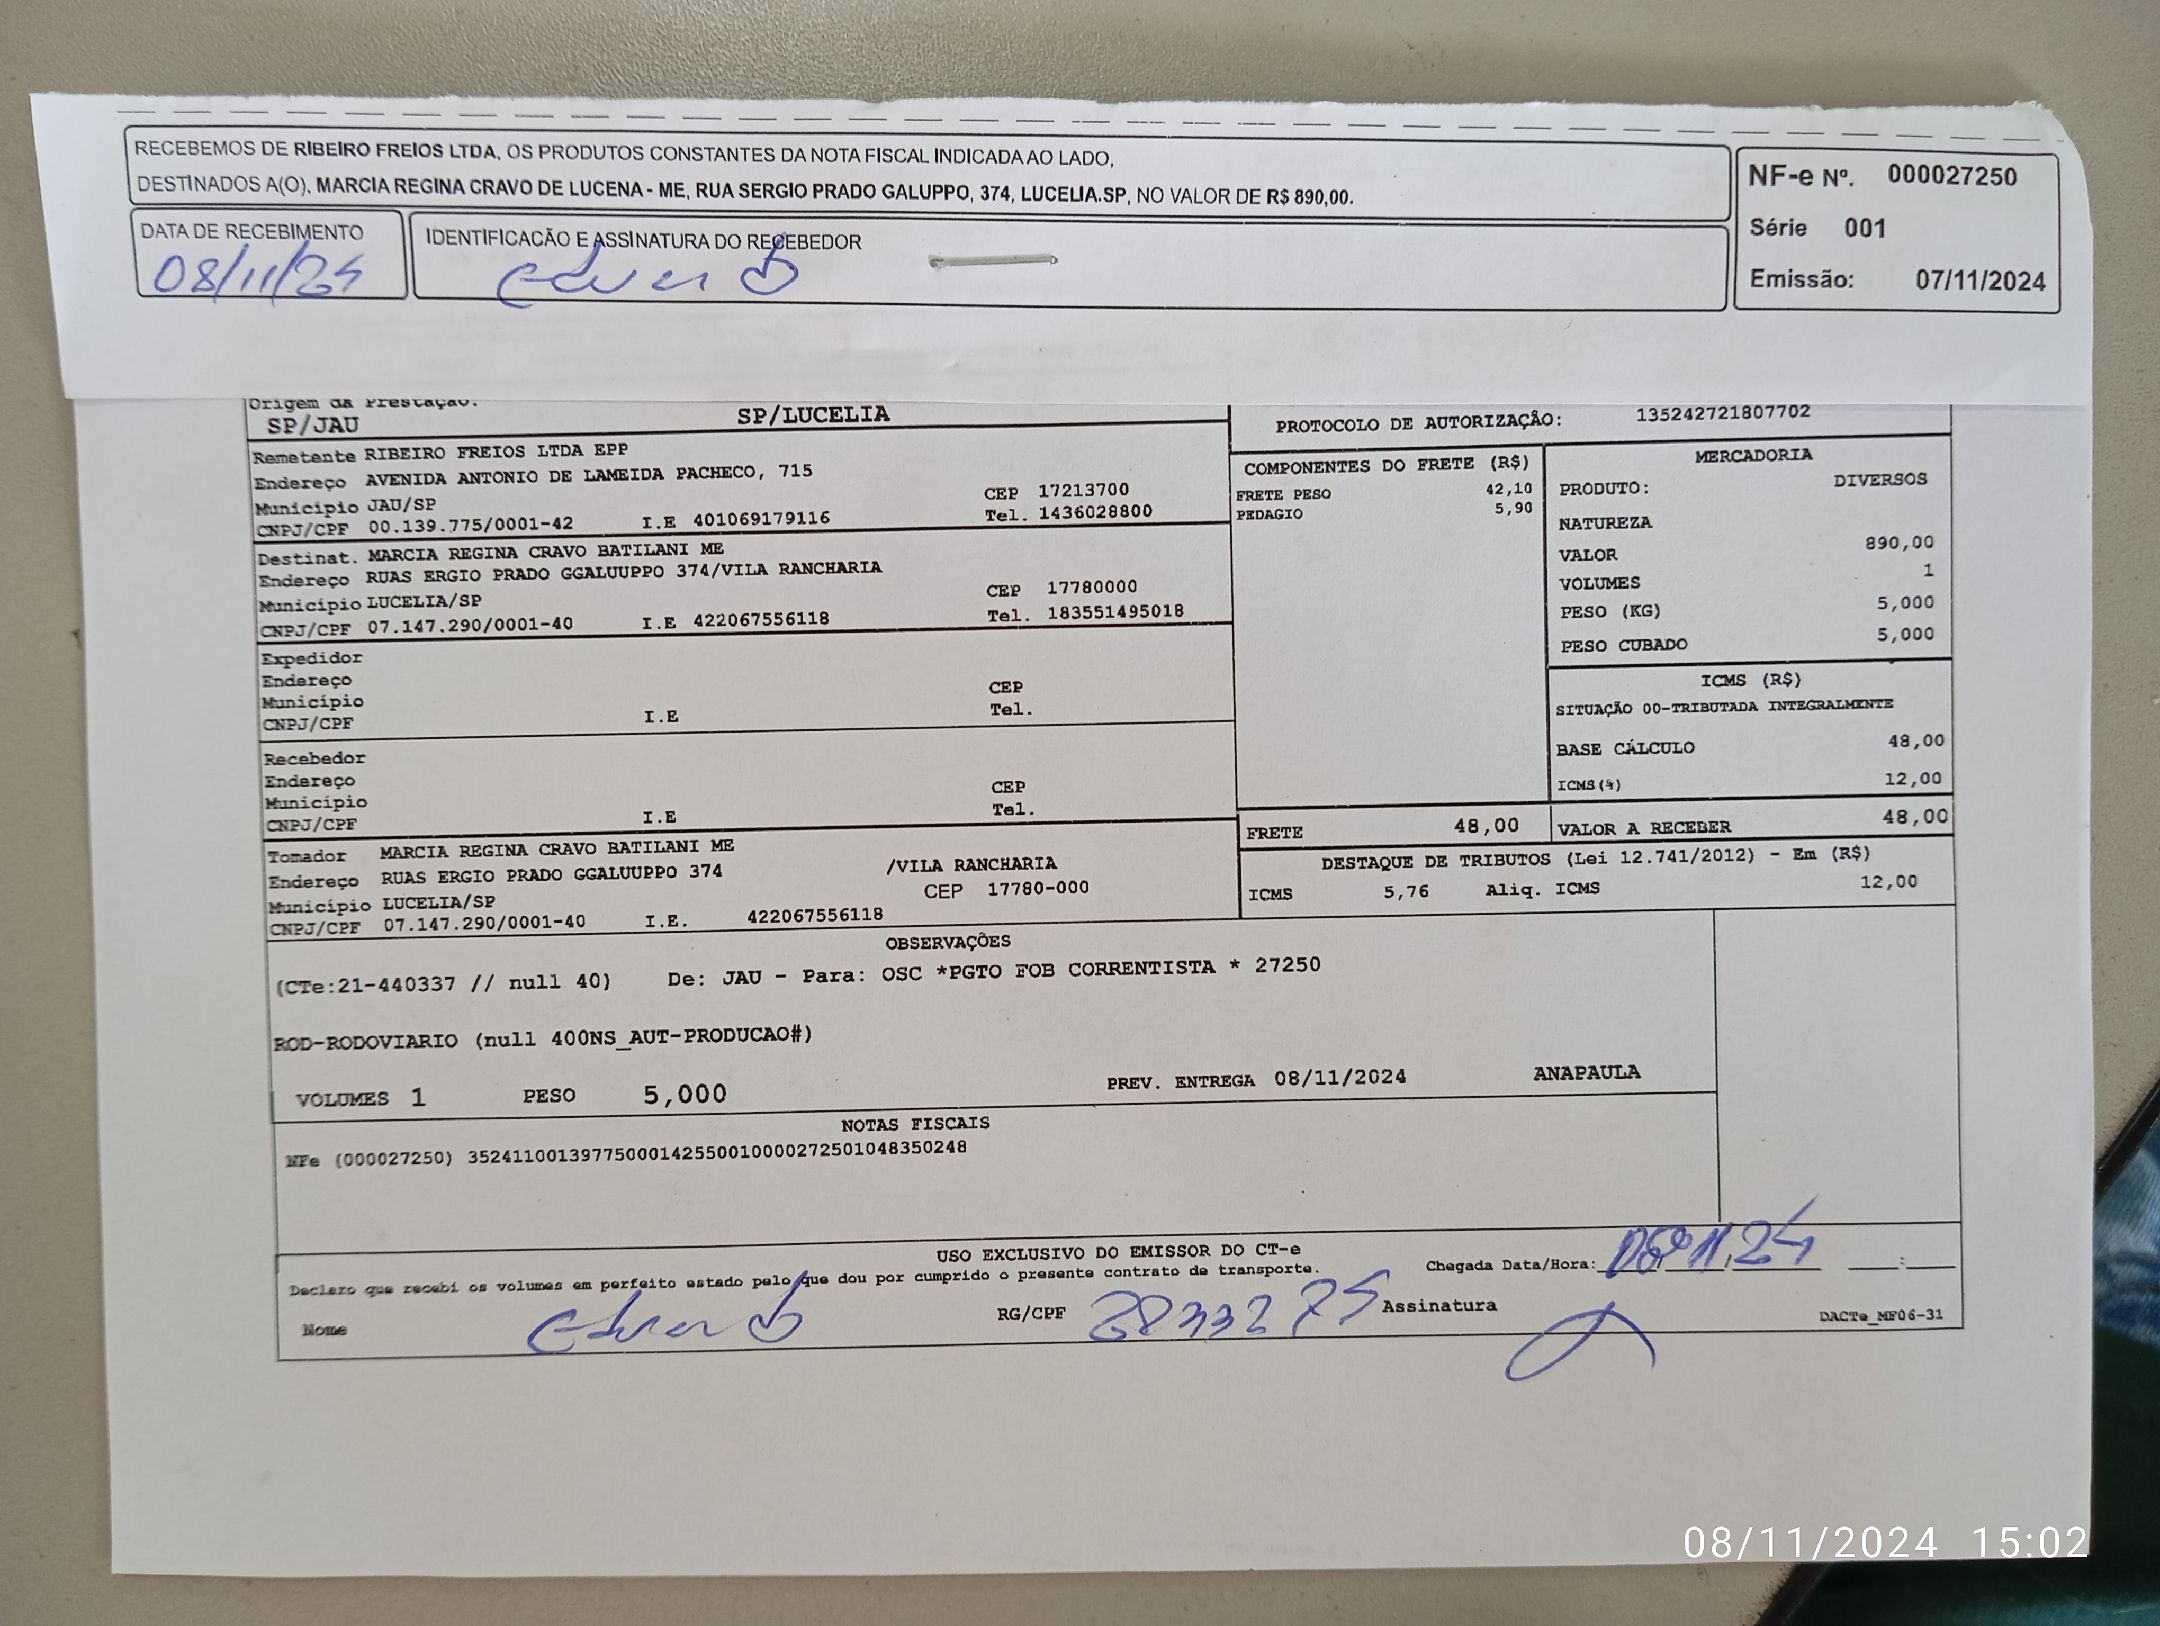 RECEBEMOS DE RIBEIRO FREIOS LTDA, OS PRODUTOS CONSTANTES DA NOTA FISCAL INDICADA AO LADO,
DESTINADOS A(O), MARCIA REGINA CRAVO DE LUCENA - ME, RUA SERGIO PRADO GALUPPO, 374, LUCELIA.SP, NO VALOR DE R$ 890,00.
NF-e Nº. 000027250
Série 001
Emissão: 07/11/2024
DATA DE RECEBIMENTO
08/11/24
IDENTIFICAÇÃO E ASSINATURA DO RECEBEDOR
Origem da Prestação:
SP/JAU SP/LUCELIA
PROTOCOLO DE AUTORIZAÇÃO: 135242721807702
Remetente RIBEIRO FREIOS LTDA EPP
Endereço AVENIDA ANTONIO DE LAMEIDA PACHECO, 715
Município JAU/SP CEP 17213700
CNPJ/CPF 00.139.775/0001-42 I.E 401069179116 Tel. 1436028800
Destinat. MARCIA REGINA CRAVO BATILANI ME
Endereço RUAS ERGIO PRADO GGALUUPPO 374/VILA RANCHARIA
Município LUCELIA/SP CEP 17780000
CNPJ/CPF 07.147.290/0001-40 I.E 422067556118 Tel. 183551495018
Expedidor
Endereço
Município CEP
CNPJ/CPF I.E Tel.
Recebedor
Endereço
Município CEP
CNPJ/CPF I.E Tel.
Tomador MARCIA REGINA CRAVO BATILANI ME
Endereço RUAS ERGIO PRADO GGALUUPPO 374 /VILA RANCHARIA
Município LUCELIA/SP CEP 17780-000
CNPJ/CPF 07.147.290/0001-40 I.E. 422067556118
COMPONENTES DO FRETE (R$)
FRETE PESO 42,10
PEDAGIO 5,90
MERCADORIA
PRODUTO: DIVERSOS
NATUREZA
VALOR 890,00
VOLUMES 1
PESO (KG) 5,000
PESO CUBADO 5,000
ICMS (R$)
SITUAÇÃO 00-TRIBUTADA INTEGRALMENTE
BASE CÁLCULO 48,00
ICMS(%) 12,00
FRETE 48,00 VALOR A RECEBER 48,00
DESTAQUE DE TRIBUTOS (Lei 12.741/2012) - Em (R$)
ICMS 5,76 Aliq. ICMS 12,00
OBSERVAÇÕES
(CTe:21-440337 // null 40) De: JAU - Para: OSC *PGTO FOB CORRENTISTA * 27250
ROD-RODOVIARIO (null 400NS_AUT-PRODUCAO#)
VOLUMES 1 PESO 5,000 PREV. ENTREGA 08/11/2024 ANAPAULA
NOTAS FISCAIS
NFe (000027250) 35241100139775000142550010000272501048350248
USO EXCLUSIVO DO EMISSOR DO CT-e
Declaro que recebi os volumes em perfeito estado pelo que dou por cumprido o presente contrato de transporte.
Chegada Data/Hora: 08/11/24 :
Nome RG/CPF Assinatura
DACTe_MF06-31
08/11/2024 15:02